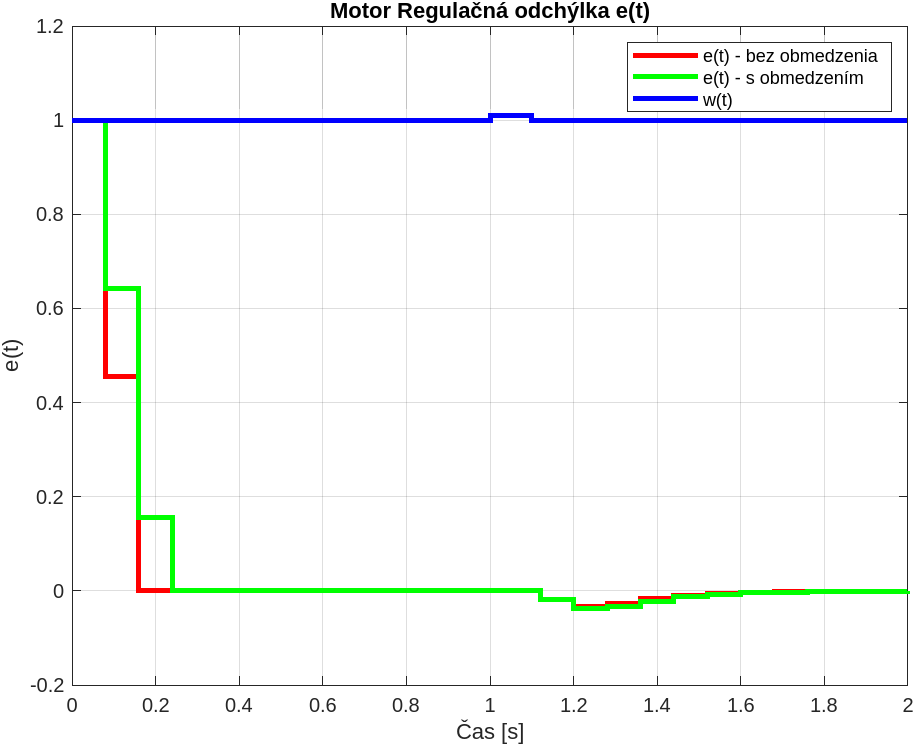 Motor Regulačná odchýlka e(t)
e(t) - bez obmedzenia
e(t) - s obmedzením
w(t)
1.2
1
0.8
0.6
0.4
0.2
0
-0.2
e(t)
0 0.2 0.4 0.6 0.8 1 1.2 1.4 1.6 1.8 2
Čas [s]